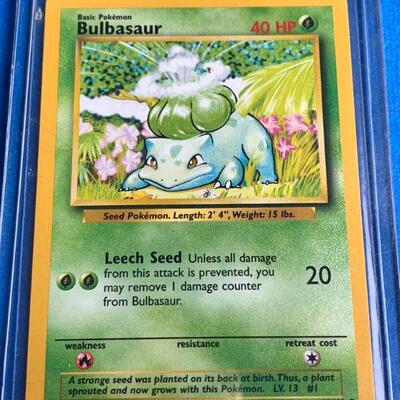 Basic Pokémon
Bulbasaur 40 HP
Seed Pokémon. Length: 2' 4", Weight: 15 lbs.
Leech Seed Unless all damage
from this attack is prevented, you
may remove 1 damage counter
from Bulbasaur.
20
weakness resistance retreat cost
A strange seed was planted on its back at birth. Thus, a plant
sprouted and now grows with this Pokémon. LV. 13 #1